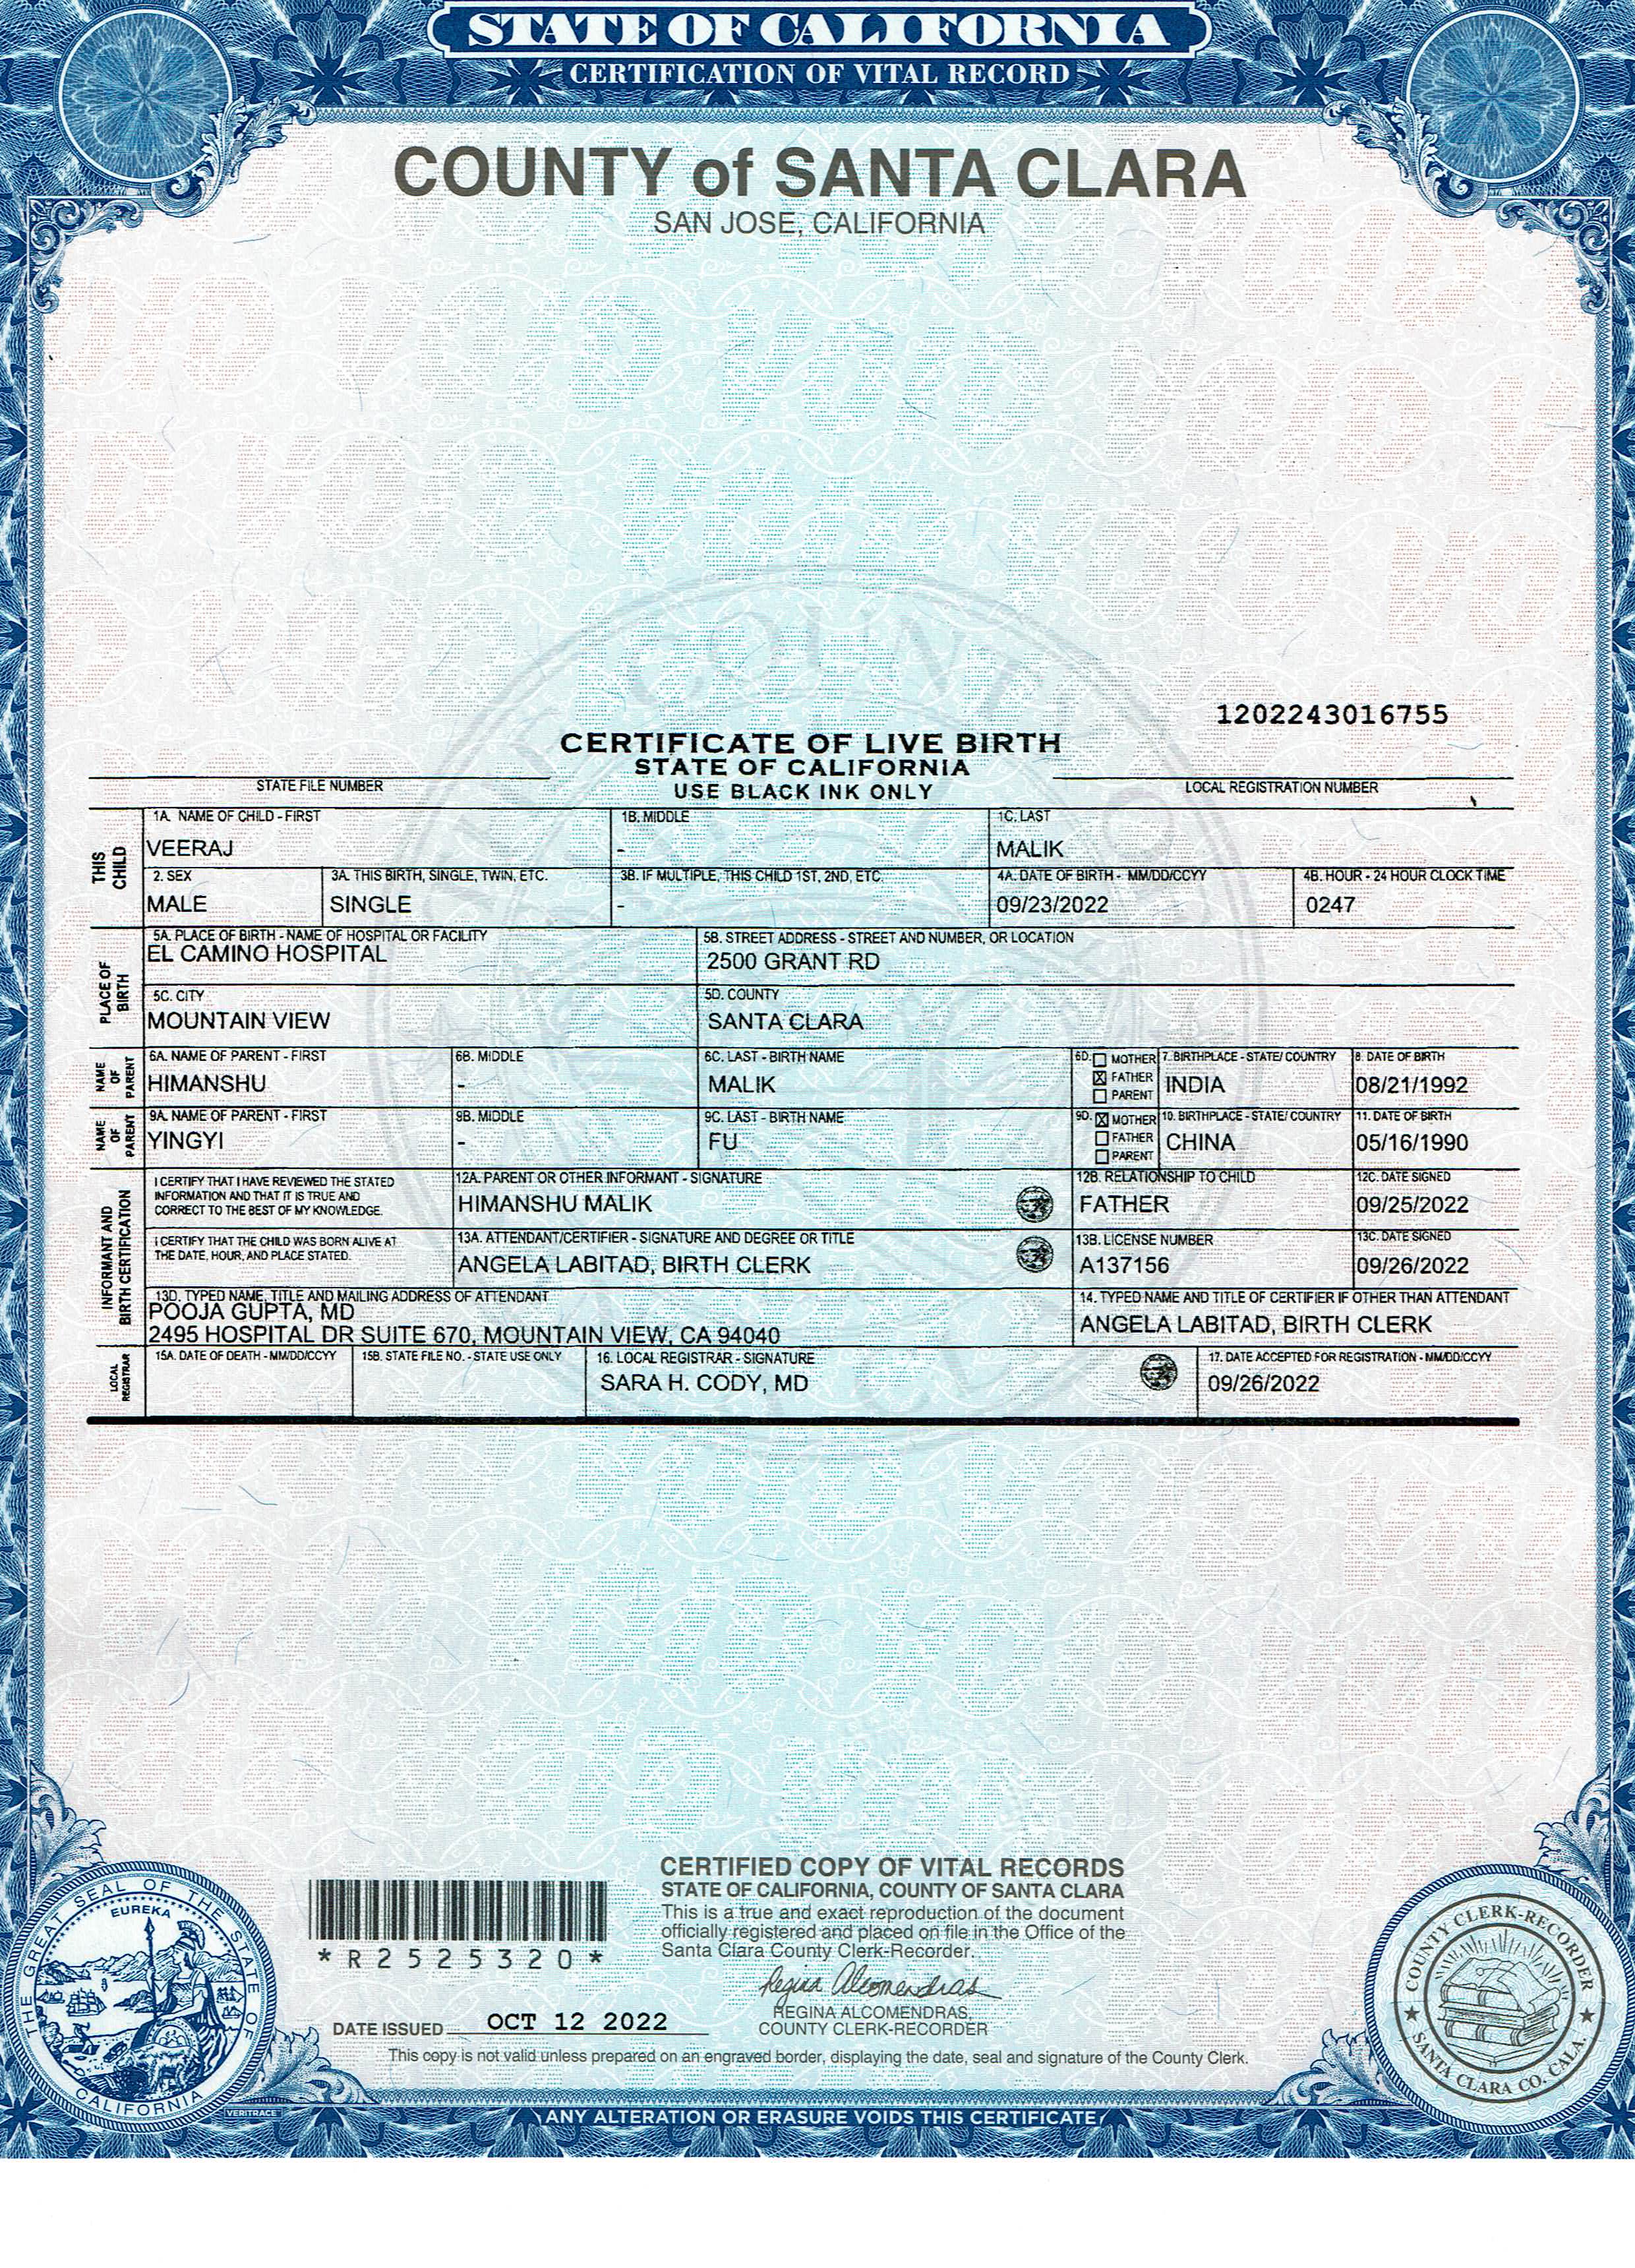 STATE OF CALIFORNIA
CERTIFICATION OF VITAL RECORD
COUNTY of SANTA CLARA
SAN JOSE, CALIFORNIA
1202243016755
CERTIFICATE OF LIVE BIRTH
STATE OF CALIFORNIA
USE BLACK INK ONLY
STATE FILE NUMBER
LOCAL REGISTRATION NUMBER
THIS CHILD
1A. NAME OF CHILD - FIRST
VEERAJ
1B. MIDDLE
-
1C. LAST
MALIK
2. SEX
MALE
3A. THIS BIRTH, SINGLE, TWIN, ETC.
SINGLE
3B. IF MULTIPLE, THIS CHILD 1ST, 2ND, ETC.
-
4A. DATE OF BIRTH - MM/DD/CCYY
09/23/2022
4B. HOUR - 24 HOUR CLOCK TIME
0247
PLACE OF BIRTH
5A. PLACE OF BIRTH - NAME OF HOSPITAL OR FACILITY
EL CAMINO HOSPITAL
5B. STREET ADDRESS - STREET AND NUMBER, OR LOCATION
2500 GRANT RD
5C. CITY
MOUNTAIN VIEW
5D. COUNTY
SANTA CLARA
NAME OF PARENT
6A. NAME OF PARENT - FIRST
HIMANSHU
6B. MIDDLE
-
6C. LAST - BIRTH NAME
MALIK
6D. MOTHER
FATHER
PARENT
7. BIRTHPLACE - STATE/ COUNTRY
INDIA
8. DATE OF BIRTH
08/21/1992
NAME OF PARENT
9A. NAME OF PARENT - FIRST
YINGYI
9B. MIDDLE
-
9C. LAST - BIRTH NAME
FU
9D. MOTHER
FATHER
PARENT
10. BIRTHPLACE - STATE/ COUNTRY
CHINA
11. DATE OF BIRTH
05/16/1990
INFORMANT AND BIRTH CERTIFICATION
I CERTIFY THAT I HAVE REVIEWED THE STATED
INFORMATION AND THAT IT IS TRUE AND
CORRECT TO THE BEST OF MY KNOWLEDGE.
12A. PARENT OR OTHER INFORMANT - SIGNATURE
HIMANSHU MALIK
12B. RELATIONSHIP TO CHILD
FATHER
12C. DATE SIGNED
09/25/2022
I CERTIFY THAT THE CHILD WAS BORN ALIVE AT
THE DATE, HOUR, AND PLACE STATED.
13A. ATTENDANT/CERTIFIER - SIGNATURE AND DEGREE OR TITLE
ANGELA LABITAD, BIRTH CLERK
13B. LICENSE NUMBER
A137156
13C. DATE SIGNED
09/26/2022
13D. TYPED NAME, TITLE AND MAILING ADDRESS OF ATTENDANT
POOJA GUPTA, MD
2495 HOSPITAL DR SUITE 670, MOUNTAIN VIEW, CA 94040
14. TYPED NAME AND TITLE OF CERTIFIER IF OTHER THAN ATTENDANT
ANGELA LABITAD, BIRTH CLERK
LOCAL REGISTRAR
15A. DATE OF DEATH - MM/DD/CCYY
15B. STATE FILE NO. - STATE USE ONLY
16. LOCAL REGISTRAR - SIGNATURE
SARA H. CODY, MD
17. DATE ACCEPTED FOR REGISTRATION - MM/DD/CCYY
09/26/2022
CERTIFIED COPY OF VITAL RECORDS
STATE OF CALIFORNIA, COUNTY OF SANTA CLARA
This is a true and exact reproduction of the document
officially registered and placed on file in the Office of the
Santa Clara County Clerk-Recorder.
*R2525320*
Regina Alcomendras
REGINA ALCOMENDRAS,
COUNTY CLERK-RECORDER
DATE ISSUED OCT 12 2022
This copy is not valid unless prepared on an engraved border, displaying the date, seal and signature of the County Clerk.
THE GREAT SEAL OF THE STATE OF CALIFORNIA
EUREKA
COUNTY CLERK-RECORDER
SANTA CLARA CO. CALA.
VERITRACE
ANY ALTERATION OR ERASURE VOIDS THIS CERTIFICATE